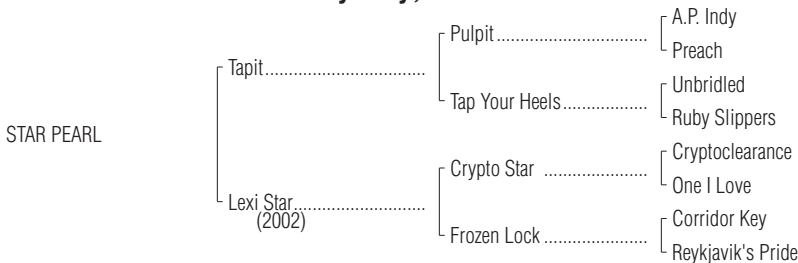 A.P. Indy
Pulpit
Preach
Tapit
Unbridled
Tap Your Heels
Ruby Slippers
STAR PEARL
Cryptoclearance
Crypto Star
One I Love
Lexi Star
(2002)
Corridor Key
Frozen Lock
Reykjavik's Pride